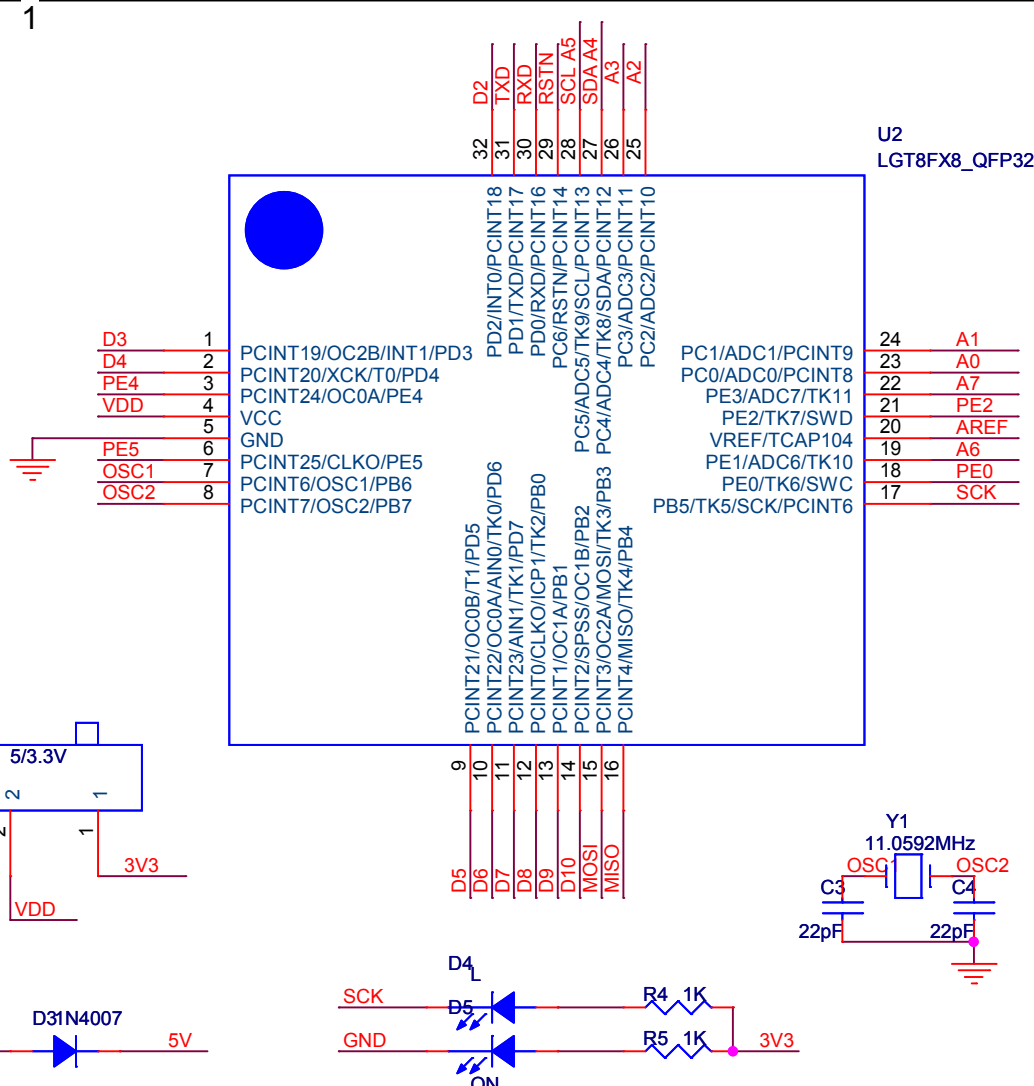 1
D2
TXD
RXD
RSTN
SCL A5
SDA A4
A3
A2
32
31
30
29
28
27
26
25
U2
LGT8FX8_QFP32
PD2/INT0/PCINT18
PD1/TXD/PCINT17
PD0/RXD/PCINT16
PC6/RSTN/PCINT14
PC5/ADC5/TK9/SCL/PCINT13
PC4/ADC4/TK8/SDA/PCINT12
PC3/ADC3/PCINT11
PC2/ADC2/PCINT10
D3 1 PCINT19/OC2B/INT1/PD3
D4 2 PCINT20/XCK/T0/PD4
PE4 3 PCINT24/OC0A/PE4
VDD 4 VCC
5 GND
PE5 6 PCINT25/CLKO/PE5
OSC1 7 PCINT6/OSC1/PB6
OSC2 8 PCINT7/OSC2/PB7
PC1/ADC1/PCINT9 24 A1
PC0/ADC0/PCINT8 23 A0
PE3/ADC7/TK11 22 A7
PE2/TK7/SWD 21 PE2
VREF/TCAP104 20 AREF
PE1/ADC6/TK10 19 A6
PE0/TK6/SWC 18 PE0
PB5/TK5/SCK/PCINT6 17 SCK
PCINT21/OC0B/T1/PD5
PCINT22/OC0A/AIN0/TK0/PD6
PCINT23/AIN1/TK1/PD7
PCINT0/CLKO/ICP1/TK2/PB0
PCINT1/OC1A/PB1
PCINT2/SPSS/OC1B/PB2
PCINT3/OC2A/MOSI/TK3/PB3
PCINT4/MISO/TK4/PB4
9
10
11
12
13
14
15
16
D5
D6
D7
D8
D9
D10
MOSI
MISO
5/3.3V
2
1
2
1
3V3
VDD
Y1
11.0592MHz
OSC1
OSC2
C3
C4
22pF
22pF
D4
L
SCK
R4 1K
D5
GND
R5 1K
3V3
ON
D3 1N4007
5V